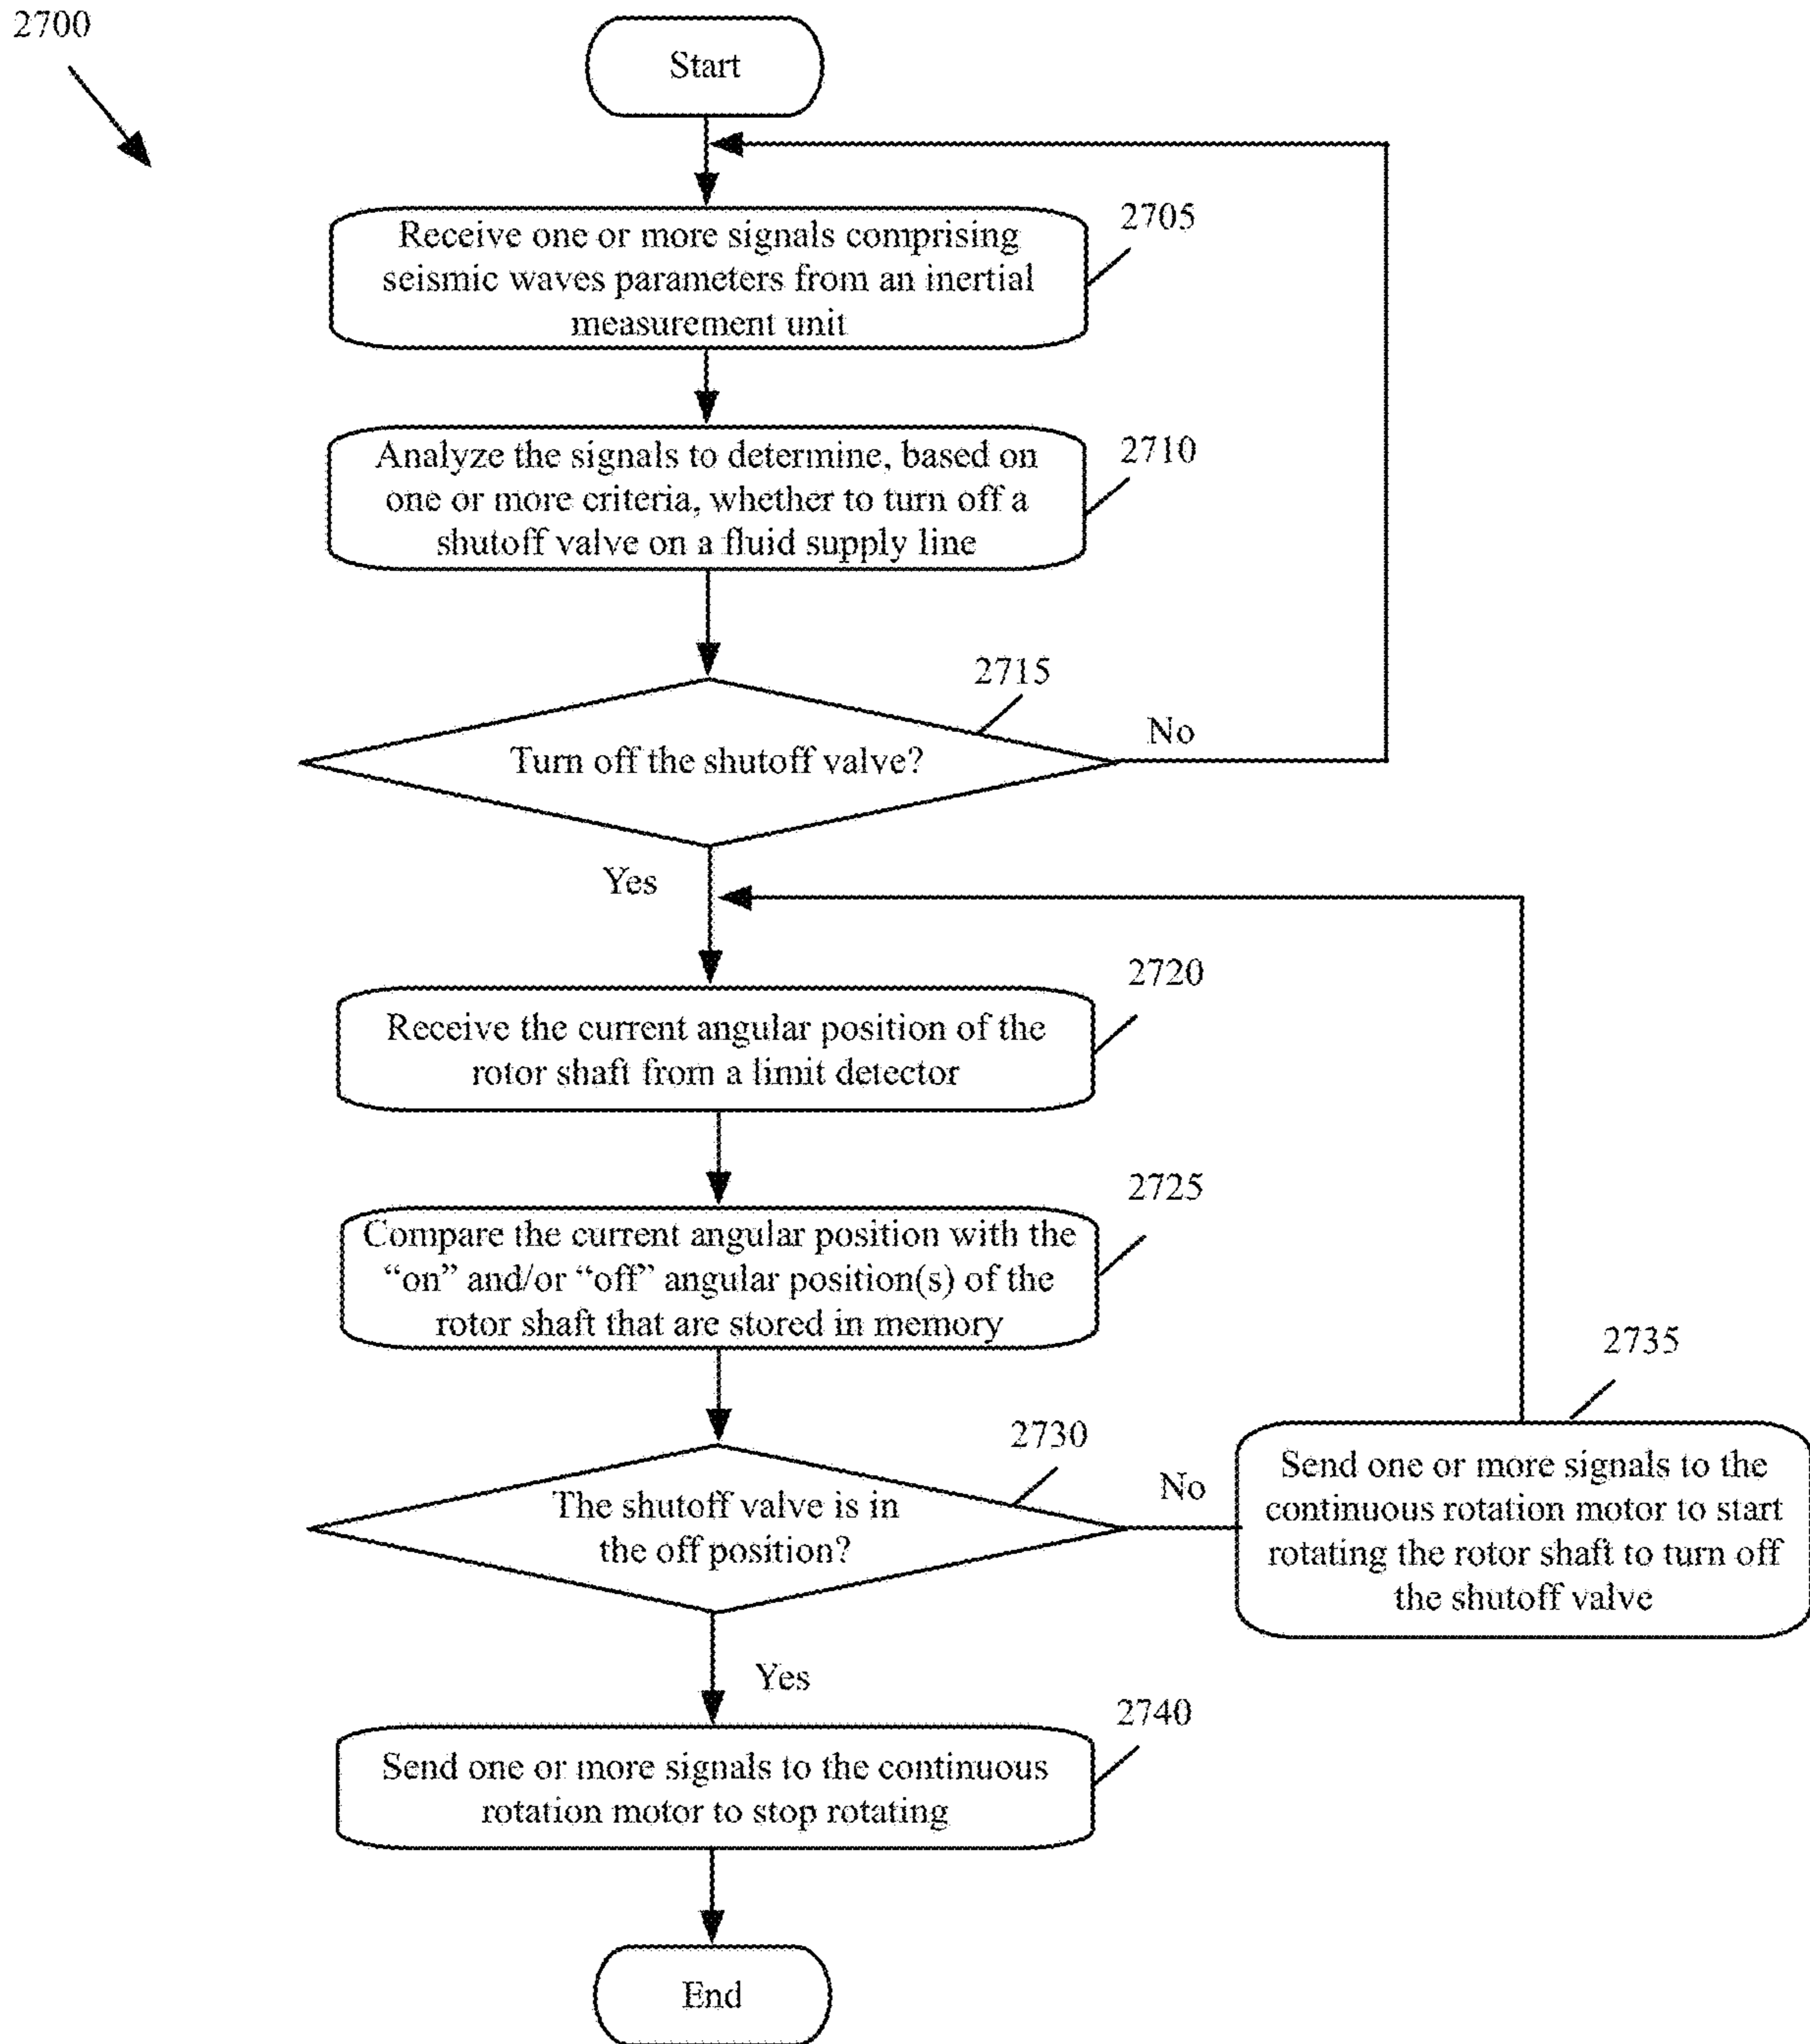 2700
Start
2705
Receive one or more signals comprising
seismic waves parameters from an inertial
measurement unit
2710
Analyze the signals to determine, based on
one or more criteria, whether to turn off a
shutoff valve on a fluid supply line
2715
Turn off the shutoff valve?
No
Yes
2720
Receive the current angular position of the
rotor shaft from a limit detector
2725
Compare the current angular position with the
“on” and/or “off” angular position(s) of the
rotor shaft that are stored in memory
2730
The shutoff valve is in
the off position?
No
2735
Send one or more signals to the
continuous rotation motor to start
rotating the rotor shaft to turn off
the shutoff valve
Yes
2740
Send one or more signals to the continuous
rotation motor to stop rotating
End